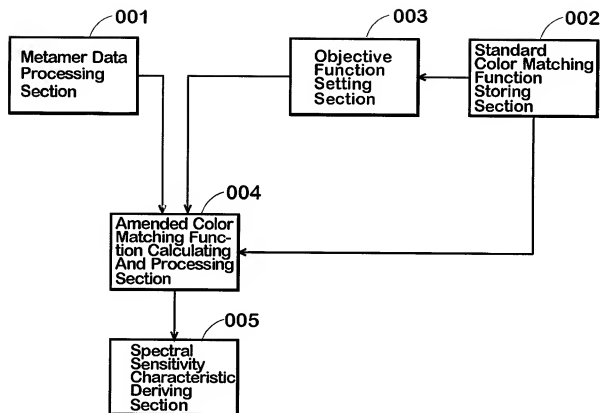 001
Metamer Data
Processing
Section
003
Objective
Function
Setting
Section
002
Standard
Color Matching
Function
Storing
Section
004
Amended Color
Matching Func-
tion Calculating
And Processing
Section
005
Spectral
Sensitivity
Characteristic
Deriving
Section